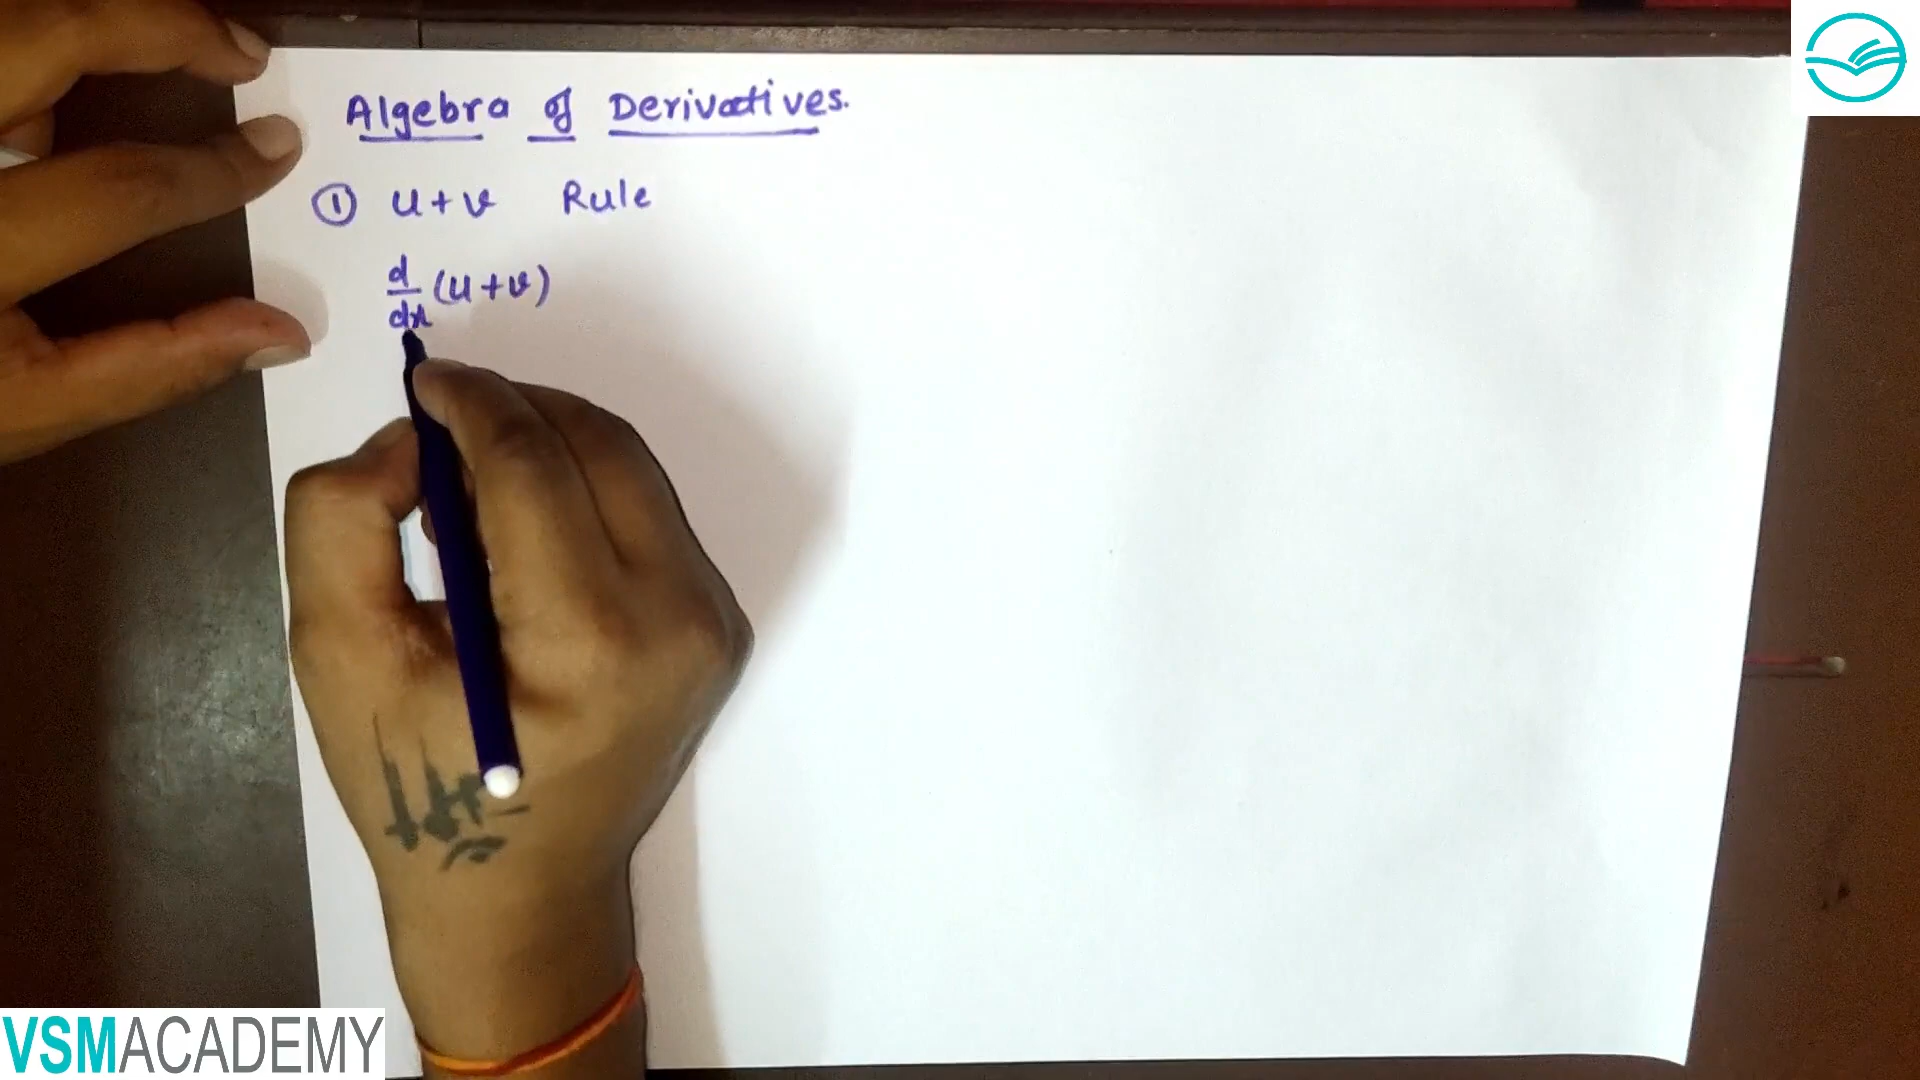 Algebra of Derivatives.
① u+v Rule
d/dx (u+v)
VSMACADEMY